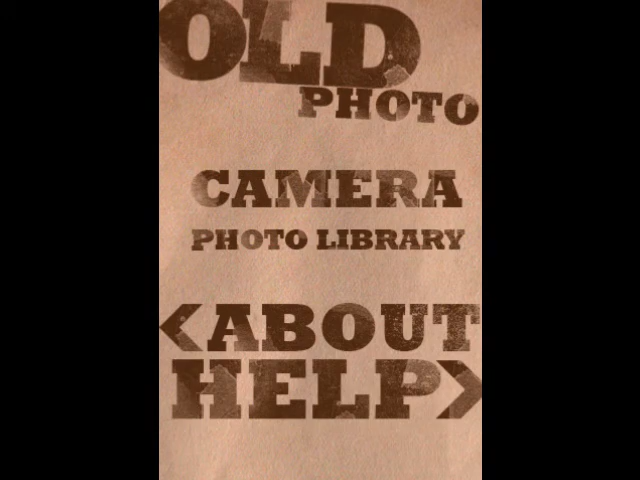 OLD
PHOTO
CAMERA
PHOTO LIBRARY
<ABOUT
HELP>